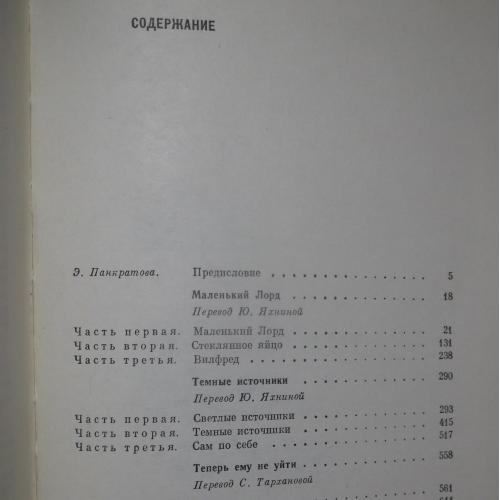 СОДЕРЖАНИЕ
Э. Панкратова. Предисловие 5
Маленький Лорд 18
Перевод Ю. Яхниной
Часть первая. Маленький Лорд 21
Часть вторая. Стеклянное яйцо 131
Часть третья. Вилфред 238
Темные источники 290
Перевод Ю. Яхниной
Часть первая. Светлые источники 293
Часть вторая. Темные источники 415
Часть третья. Сам по себе 517
Теперь ему не уйти 558
Перевод С. Тархановой
561